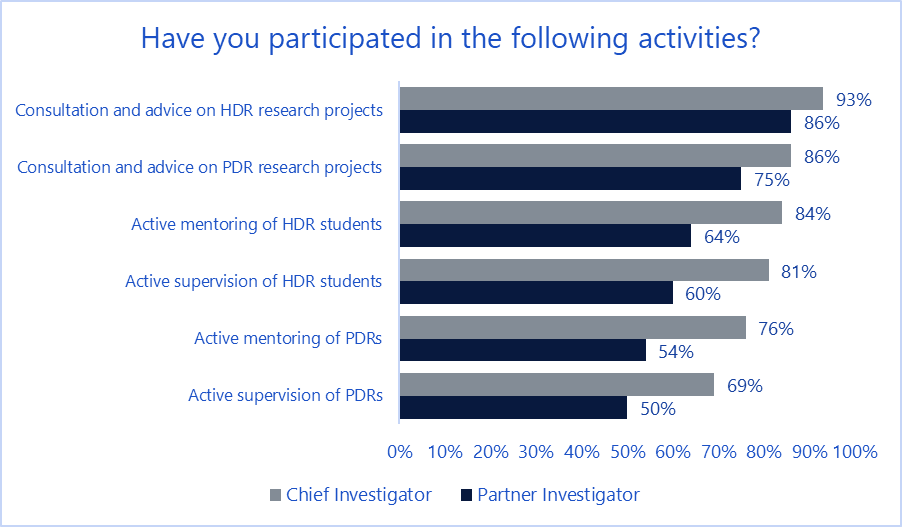 Have you participated in the following activities?
Consultation and advice on HDR research projects
93%
86%
Consultation and advice on PDR research projects
86%
75%
Active mentoring of HDR students
84%
64%
Active supervision of HDR students
81%
60%
Active mentoring of PDRs
76%
54%
Active supervision of PDRs
69%
50%
0% 10% 20% 30% 40% 50% 60% 70% 80% 90% 100%
Chief Investigator Partner Investigator